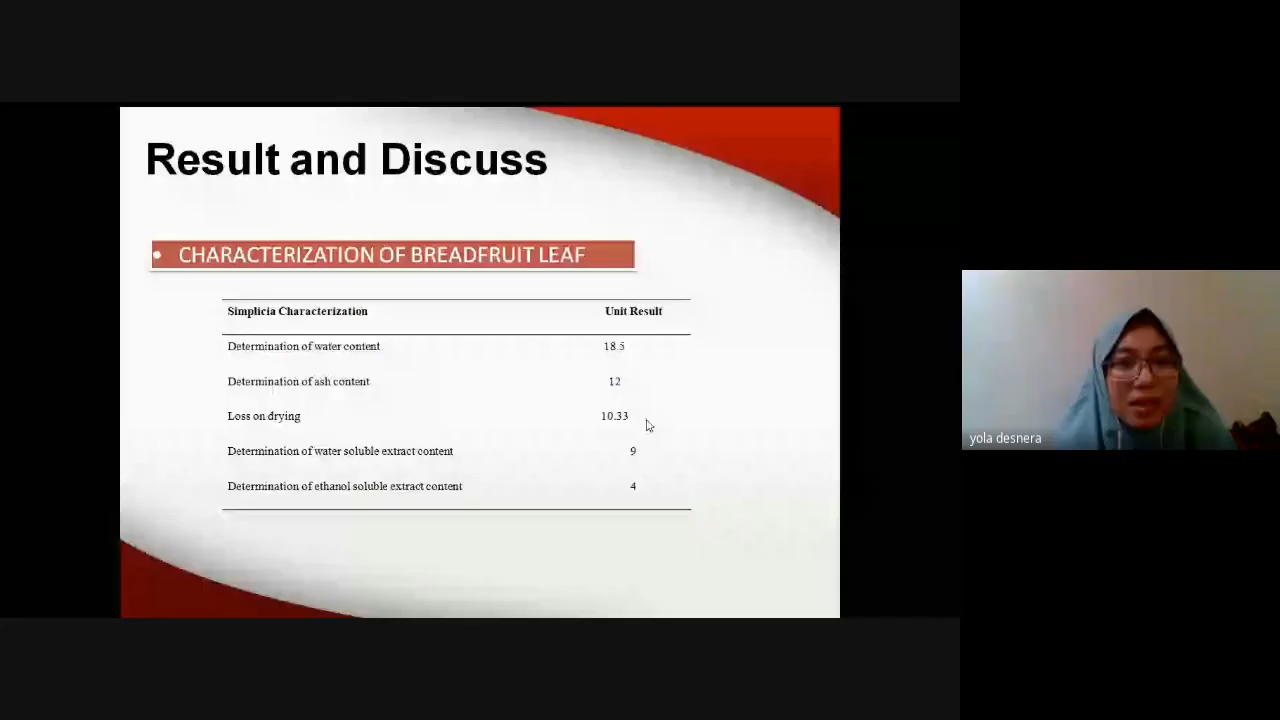 Result and Discuss
• CHARACTERIZATION OF BREADFRUIT LEAF
Simplicia Characterization Unit Result
Determination of water content 18.5
Determination of ash content 12
Loss on drying 10.33
Determination of water soluble extract content 9
Determination of ethanol soluble extract content 4
yola desnera